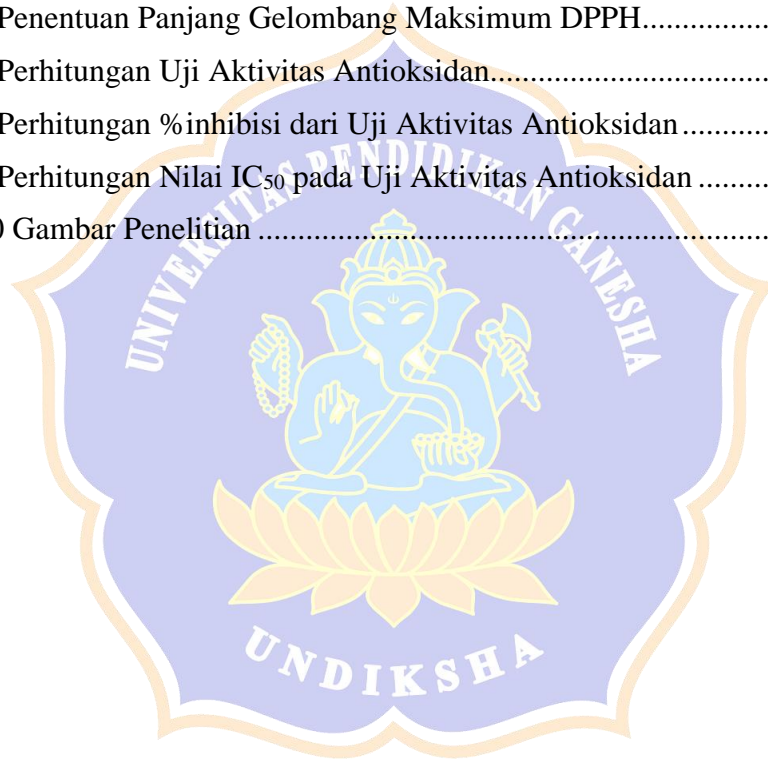 Penentuan Panjang Gelombang Maksimum DPPH...............
Perhitungan Uji Aktivitas Antioksidan....................................
Perhitungan %inhibisi dari Uji Aktivitas Antioksidan...........
Perhitungan Nilai IC₅₀ pada Uji Aktivitas Antioksidan .........
0 Gambar Penelitian .................................................................
UNIVERSITAS PENDIDIKAN GANESHA
UNDIKSHA